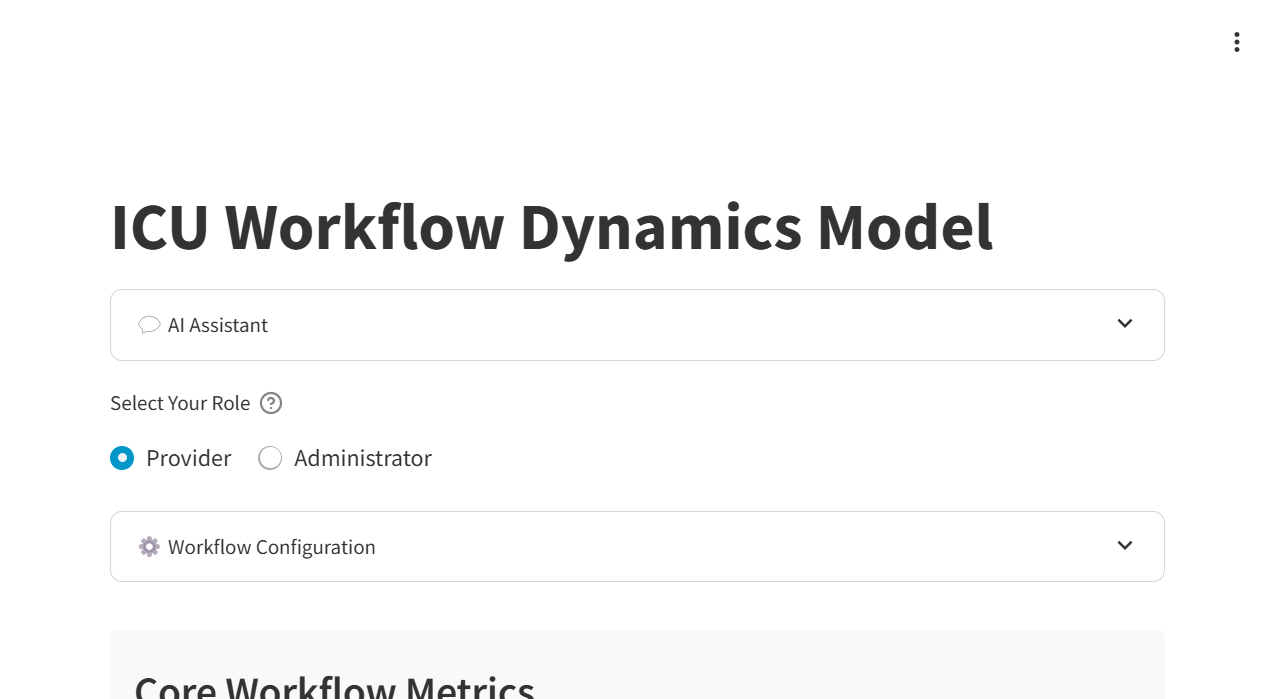 ICU Workflow Dynamics Model
AI Assistant
Select Your Role
Provider Administrator
Workflow Configuration
Core Workflow Metrics